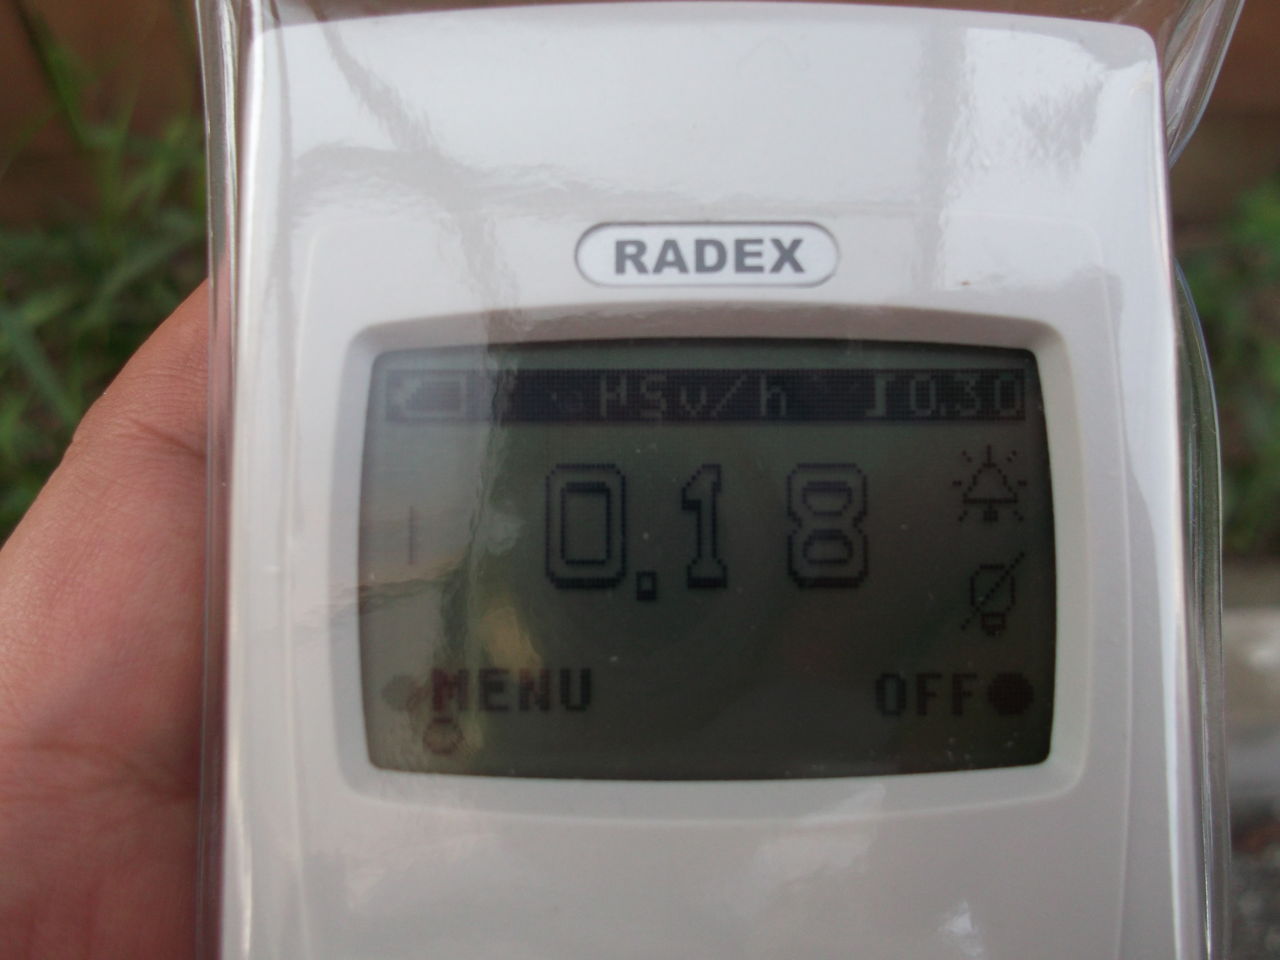 RADEX
µSv/h 0.30
0.18
MENU OFF